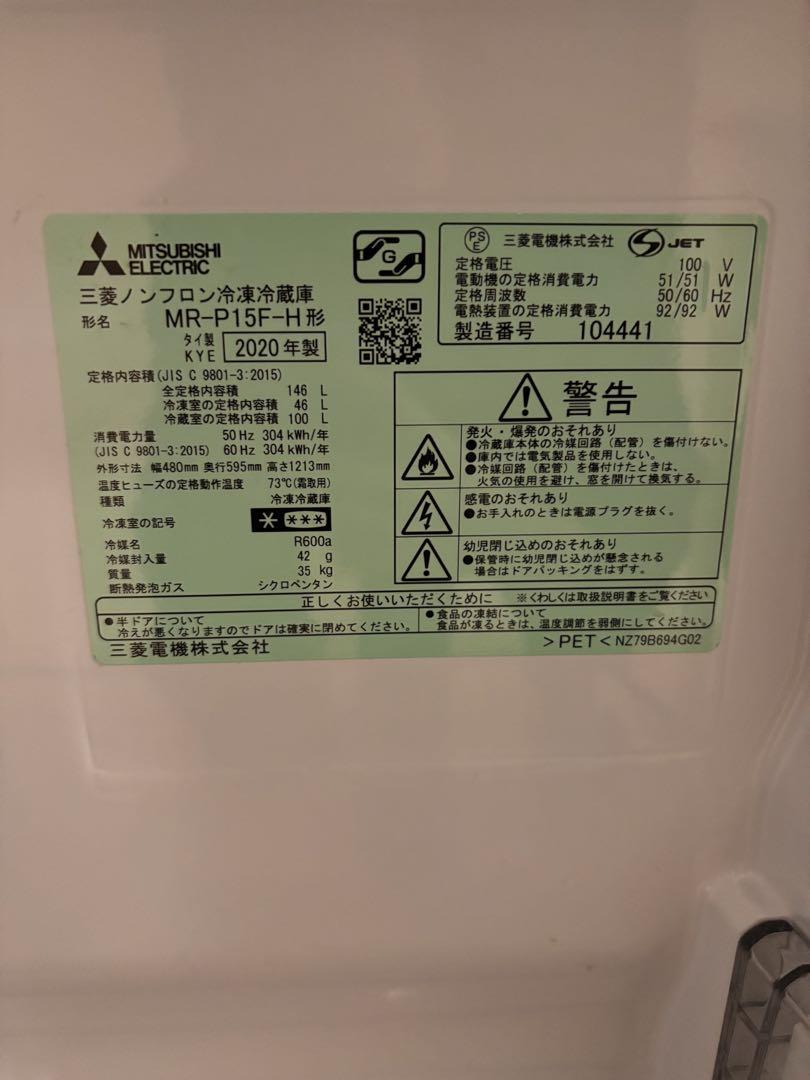 MITSUBISHI
ELECTRIC
G
三菱ノンフロン冷凍冷蔵庫
形名 MR-P15F-H形
タイ製
KYE
2020年製
PS
E
三菱電機株式会社 S JET
定格電圧 100 V
電動機の定格消費電力 51/51 W
定格周波数 50/60 Hz
電熱装置の定格消費電力 92/92 W
製造番号 104441
定格内容積(JIS C 9801-3:2015)
全定格内容積 146 L
冷凍室の定格内容積 46 L
冷蔵室の定格内容積 100 L
消費電力量 50 Hz 304 kWh/年
(JIS C 9801-3:2015) 60 Hz 304 kWh/年
外形寸法 幅480mm 奥行595mm 高さ1213mm
温度ヒューズの定格動作温度 73℃(霜取用)
種類 冷凍冷蔵庫
冷凍室の記号 * ***
冷媒名 R600a
冷媒封入量 42 g
質量 35 kg
断熱発泡ガス シクロペンタン
警告
発火・爆発のおそれあり
●冷蔵庫本体の冷媒回路(配管)を傷付けない。
●庫内では電気製品を使用しない。
●冷媒回路(配管)を傷付けたときは、
火気の使用を避け、窓を開けて換気する。
感電のおそれあり
●お手入れのときは電源プラグを抜く。
幼児閉じ込めのおそれあり
●保管時に幼児閉じ込めが懸念される
場合はドアパッキングをはずす。
正しくお使いいただくために ※くわしくは取扱説明書をご覧ください
●半ドアについて
冷えが悪くなりますのでドアは確実に閉めてください。
●食品の凍結について
食品が凍るときは、温度調節を弱側にしてください。
三菱電機株式会社 >PET< NZ79B694G02